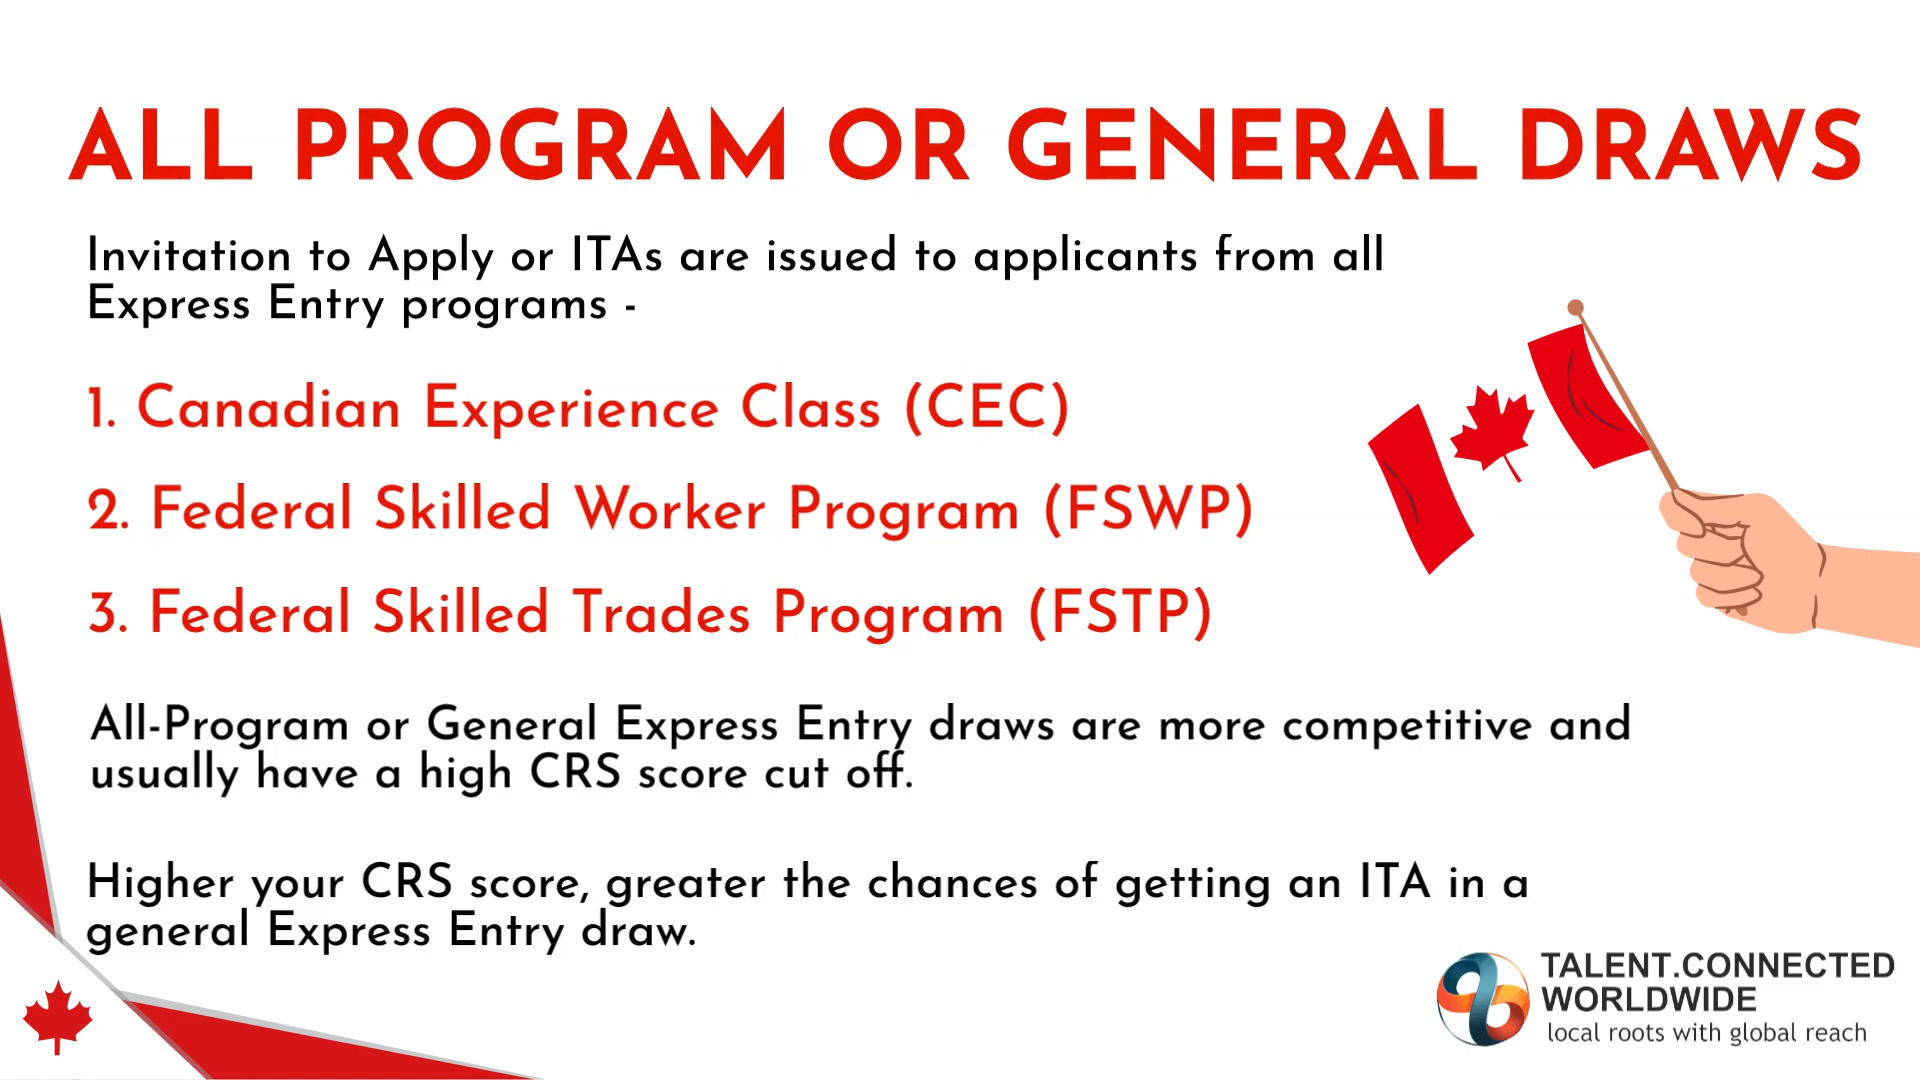 ALL PROGRAM OR GENERAL DRAWS
Invitation to Apply or ITAs are issued to applicants from all
Express Entry programs -
1. Canadian Experience Class (CEC)
2. Federal Skilled Worker Program (FSWP)
3. Federal Skilled Trades Program (FSTP)
All-Program or General Express Entry draws are more competitive and
usually have a high CRS score cut off.
Higher your CRS score, greater the chances of getting an ITA in a
general Express Entry draw.
TALENT.CONNECTED
WORLDWIDE
local roots with global reach